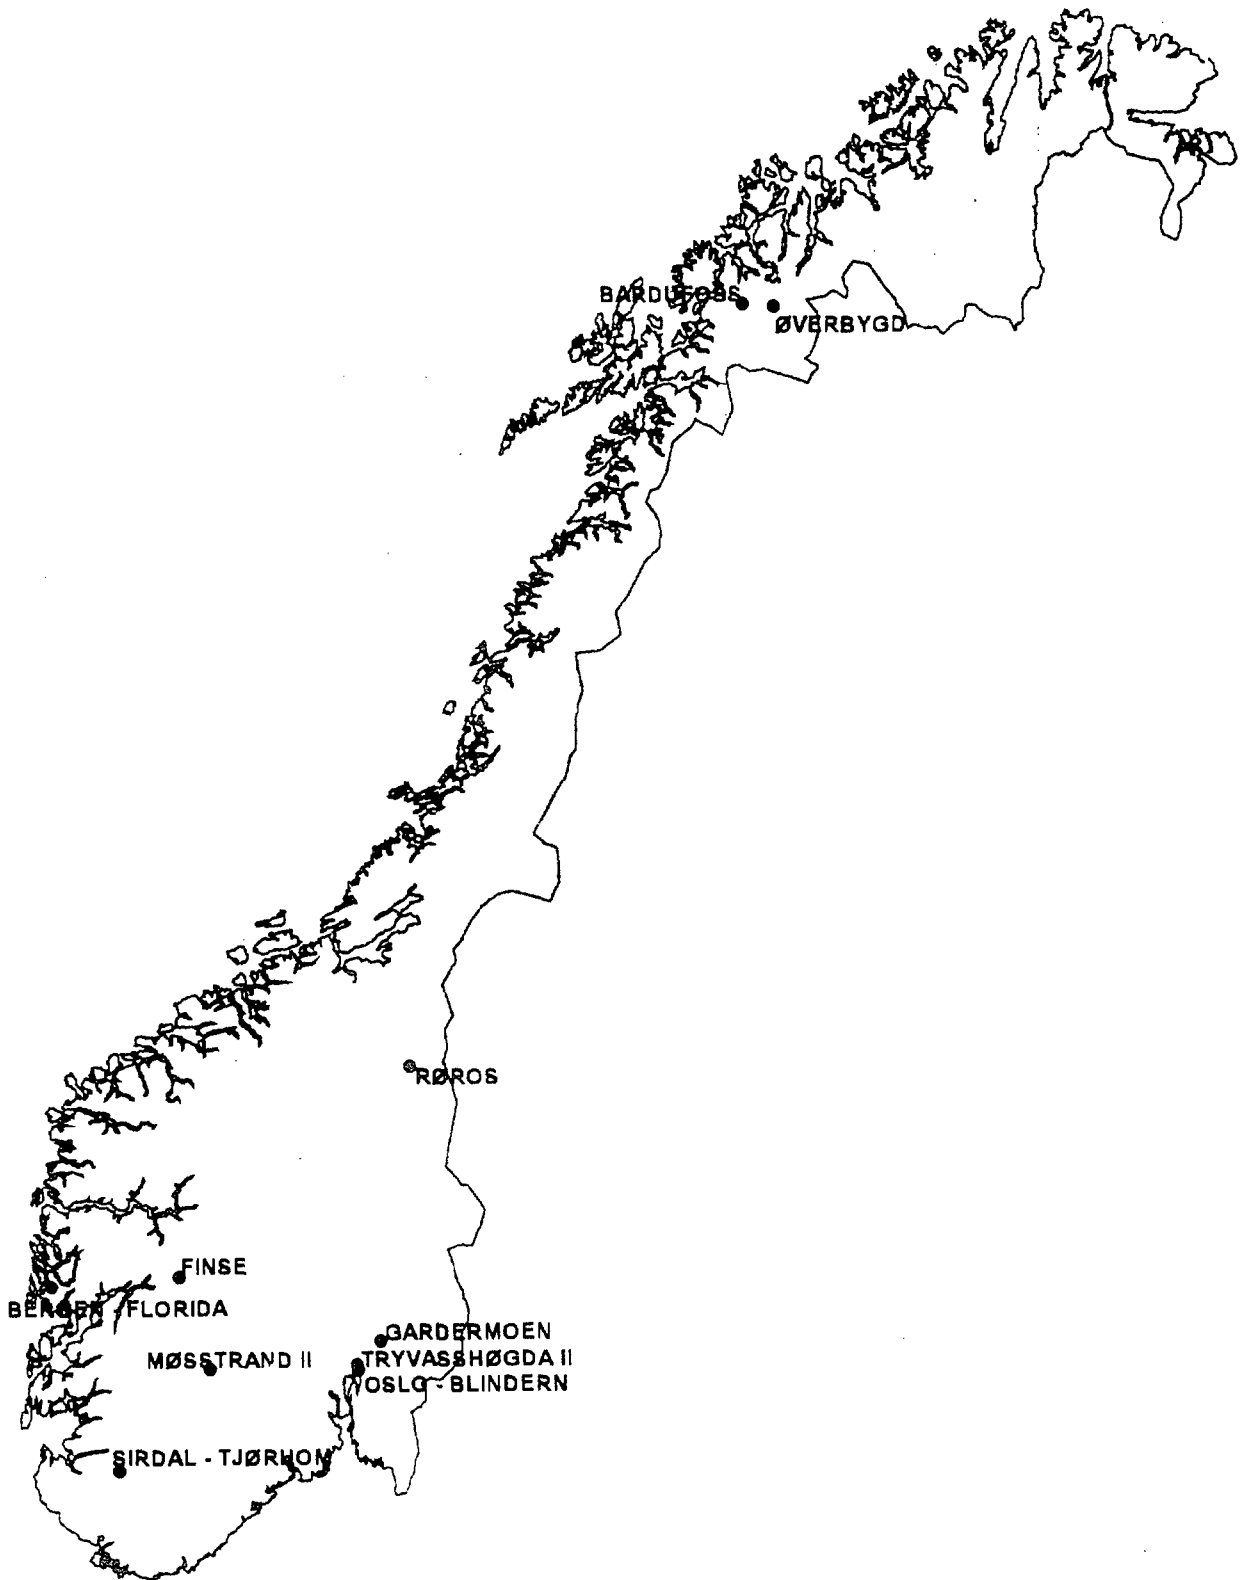 BARDUFOSS
ØVERBYGD
RØROS
FINSE
BERGEN - FLORIDA
GARDERMOEN
MØSSTRAND II
TRYVASSHØGDA II
OSLO - BLINDERN
SIRDAL - TJØRHOM